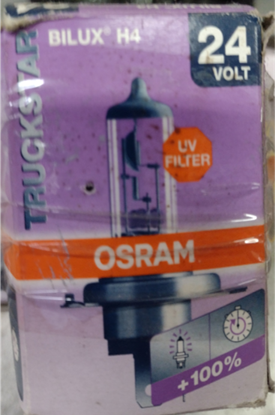 BILUX® H4
24
VOLT
TRUCKSTAR
UV
FILTER
OSRAM
+100%